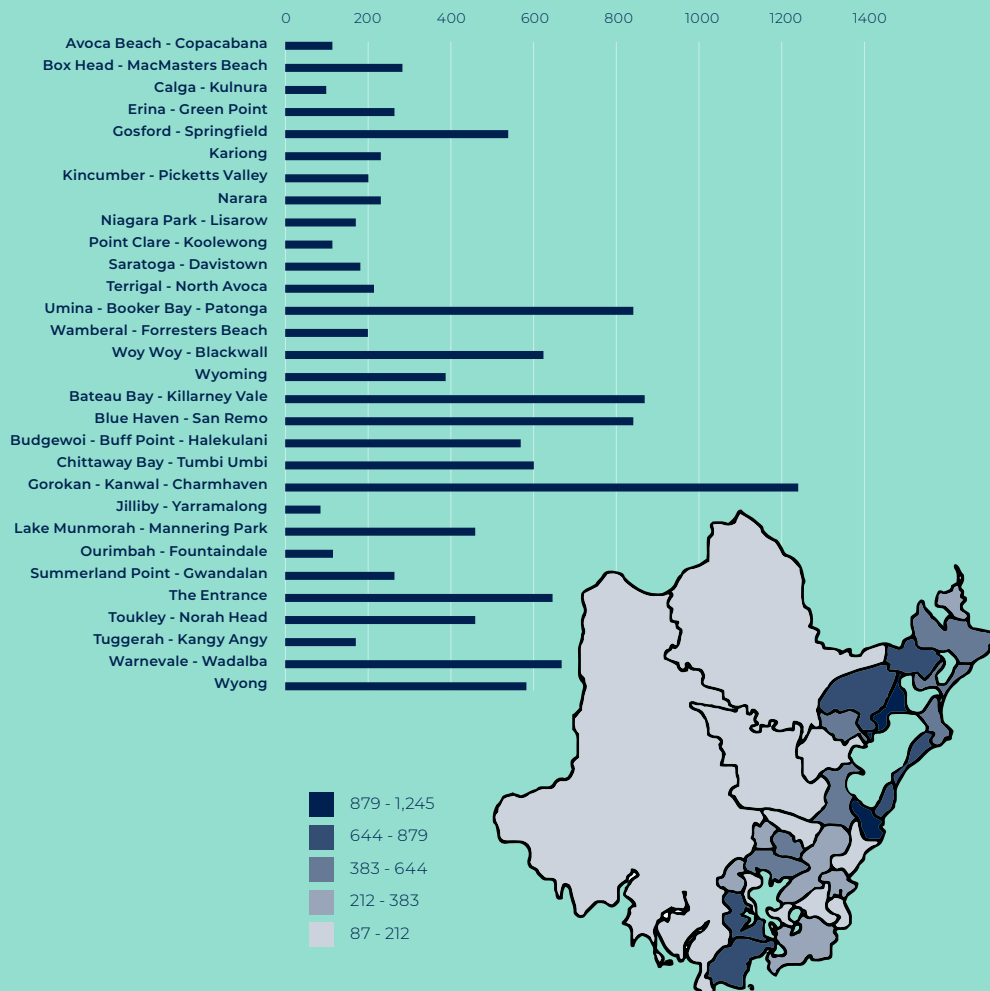 0 200 400 600 800 1000 1200 1400
Avoca Beach - Copacabana
Box Head - MacMasters Beach
Calga - Kulnura
Erina - Green Point
Gosford - Springfield
Kariong
Kincumber - Picketts Valley
Narara
Niagara Park - Lisarow
Point Clare - Koolewong
Saratoga - Davistown
Terrigal - North Avoca
Umina - Booker Bay - Patonga
Wamberal - Forresters Beach
Woy Woy - Blackwall
Wyoming
Bateau Bay - Killarney Vale
Blue Haven - San Remo
Budgewoi - Buff Point - Halekulani
Chittaway Bay - Tumbi Umbi
Gorokan - Kanwal - Charmhaven
Jilliby - Yarramalong
Lake Munmorah - Mannering Park
Ourimbah - Fountaindale
Summerland Point - Gwandalan
The Entrance
Toukley - Norah Head
Tuggerah - Kangy Angy
Warnevale - Wadalba
Wyong
879 - 1,245
644 - 879
383 - 644
212 - 383
87 - 212